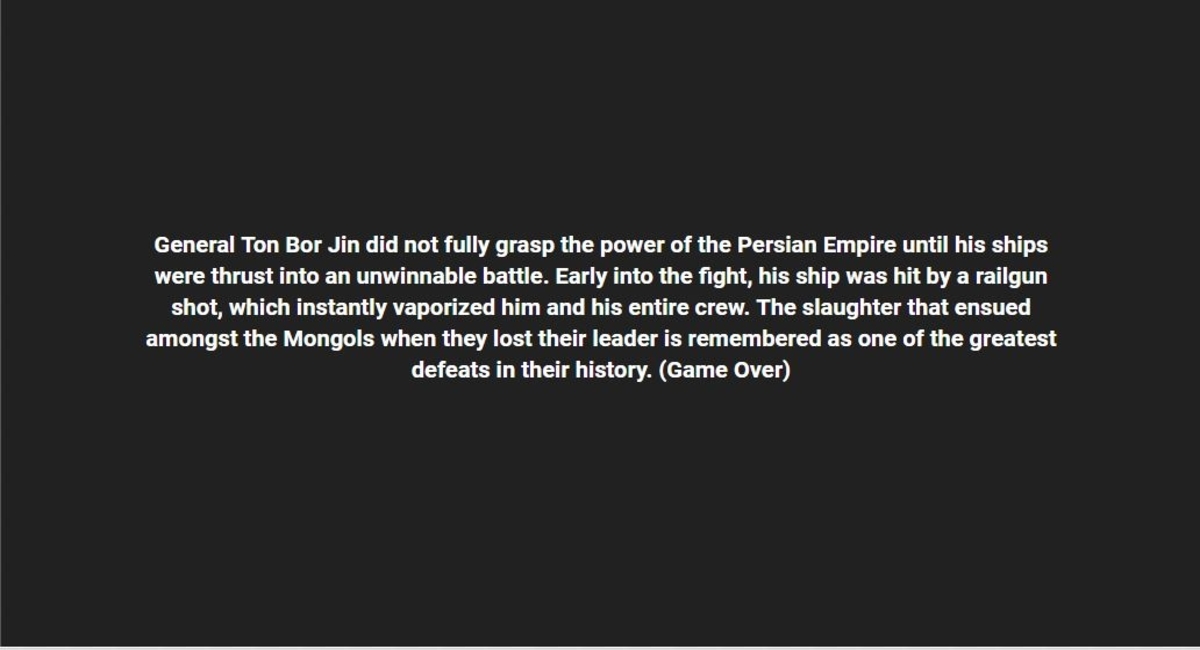 General Ton Bor Jin did not fully grasp the power of the Persian Empire until his ships
were thrust into an unwinnable battle. Early into the fight, his ship was hit by a railgun
shot, which instantly vaporized him and his entire crew. The slaughter that ensued
amongst the Mongols when they lost their leader is remembered as one of the greatest
defeats in their history. (Game Over)